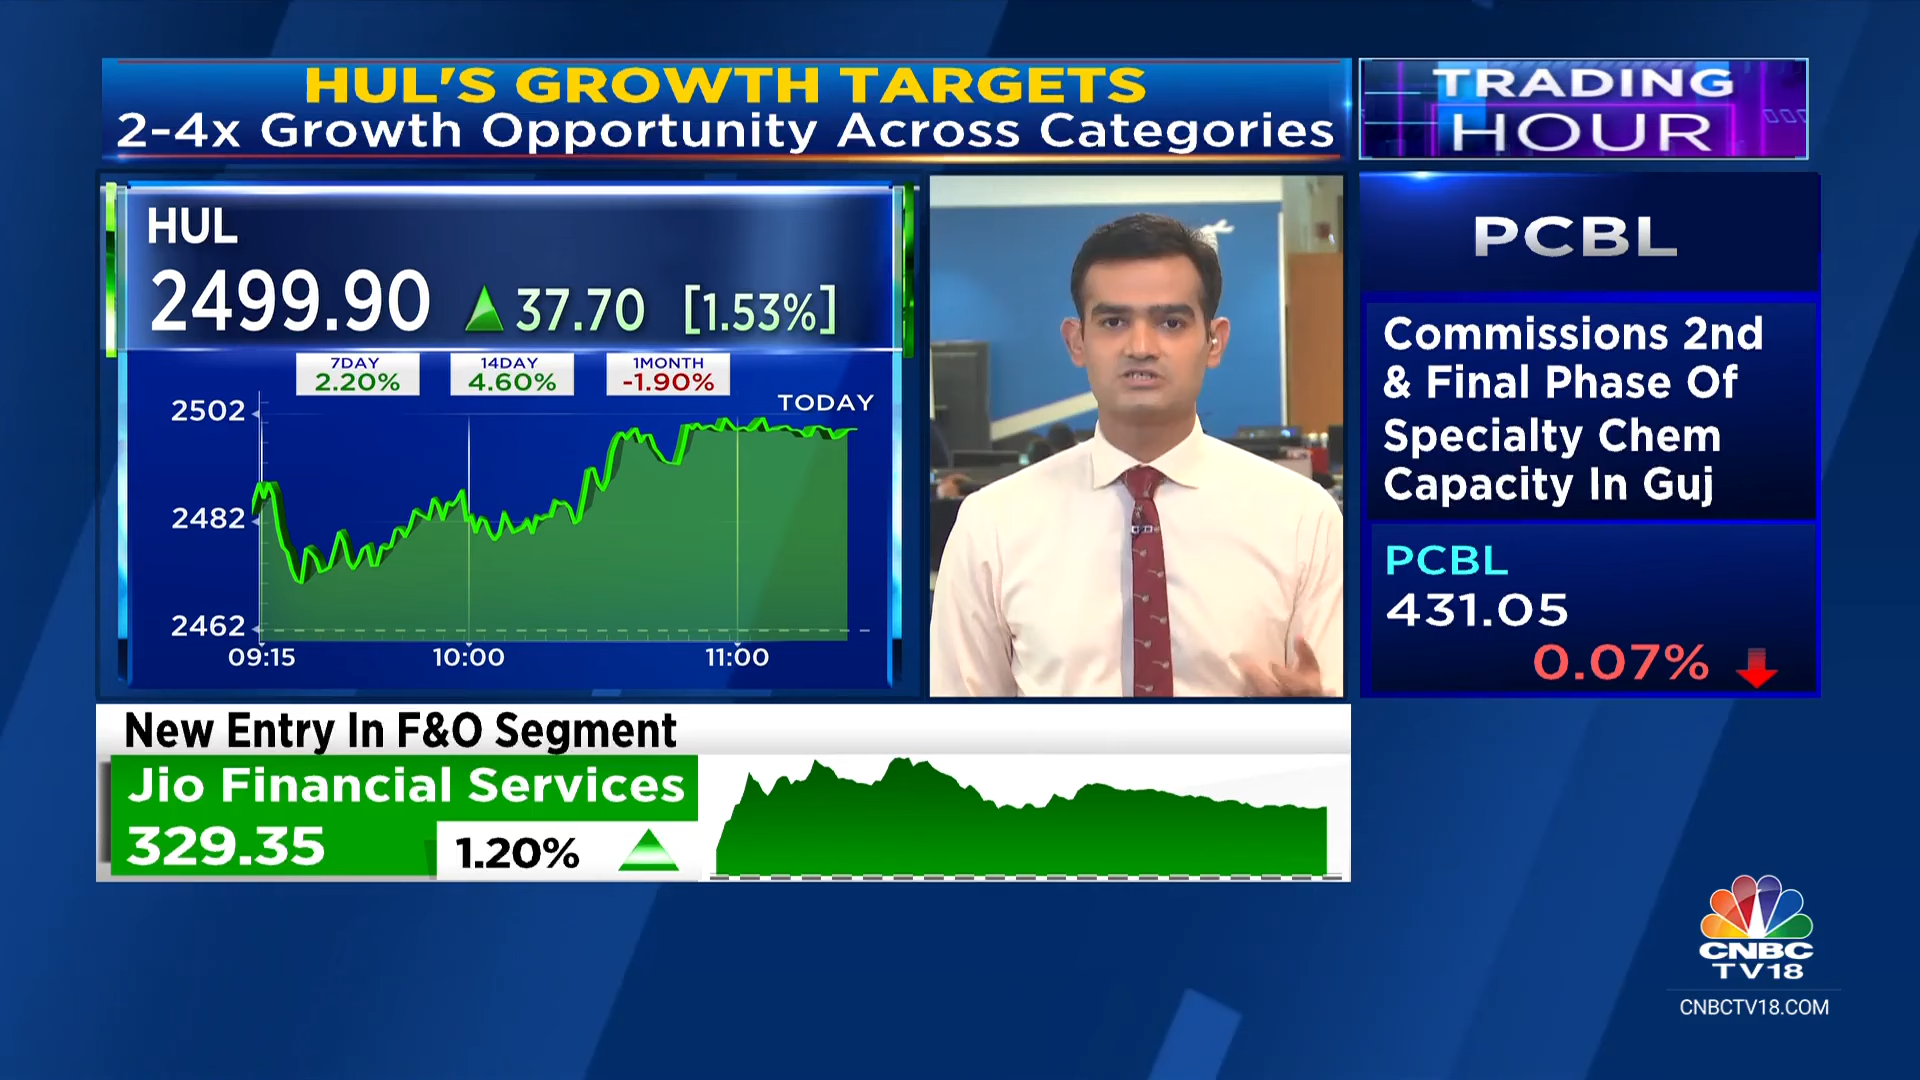 HUL'S GROWTH TARGETS
2-4x Growth Opportunity Across Categories
TRADING
HOUR
HUL
2499.90 37.70 [1.53%]
7DAY
2.20%
14DAY
4.60%
1MONTH
-1.90%
TODAY
2502
2482
2462
09:15 10:00 11:00
PCBL
Commissions 2nd
& Final Phase Of
Specialty Chem
Capacity In Guj
PCBL
431.05
0.07%
New Entry In F&O Segment
Jio Financial Services
329.35
1.20%
CNBC
TV18
CNBCTV18.COM